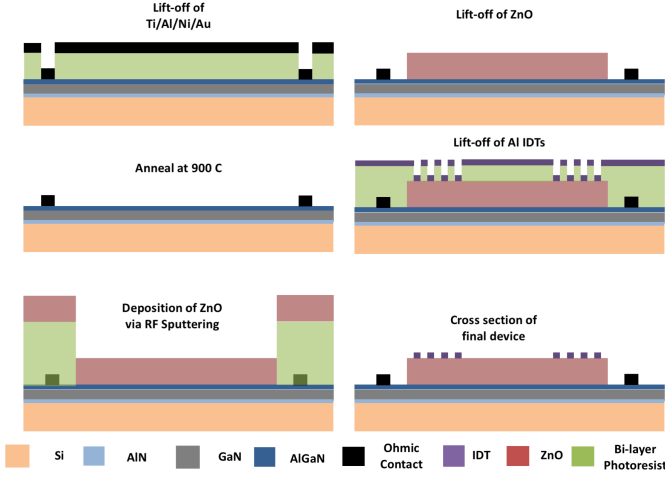 Lift-off of
Ti/Al/Ni/Au
Lift-off of ZnO
Anneal at 900 C
Lift-off of Al IDTs
Deposition of ZnO
via RF Sputtering
Cross section of
final device
Si
AlN
GaN
AlGaN
Ohmic
Contact
IDT
ZnO
Bi-layer
Photoresist